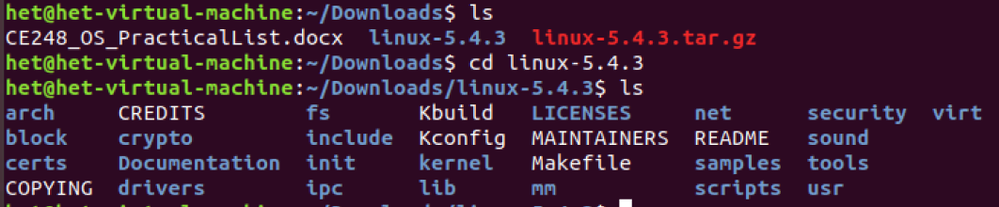 het@het-virtual-machine:~/Downloads$ ls
CE248_OS_PracticalList.docx  linux-5.4.3  linux-5.4.3.tar.gz
het@het-virtual-machine:~/Downloads$ cd linux-5.4.3
het@het-virtual-machine:~/Downloads/linux-5.4.3$ ls
arch     CREDITS        fs       Kbuild   LICENSES     net      security  virt
block    crypto         include  Kconfig  MAINTAINERS  README   sound
certs    Documentation  init     kernel   Makefile     samples  tools
COPYING  drivers        ipc      lib      mm           scripts  usr